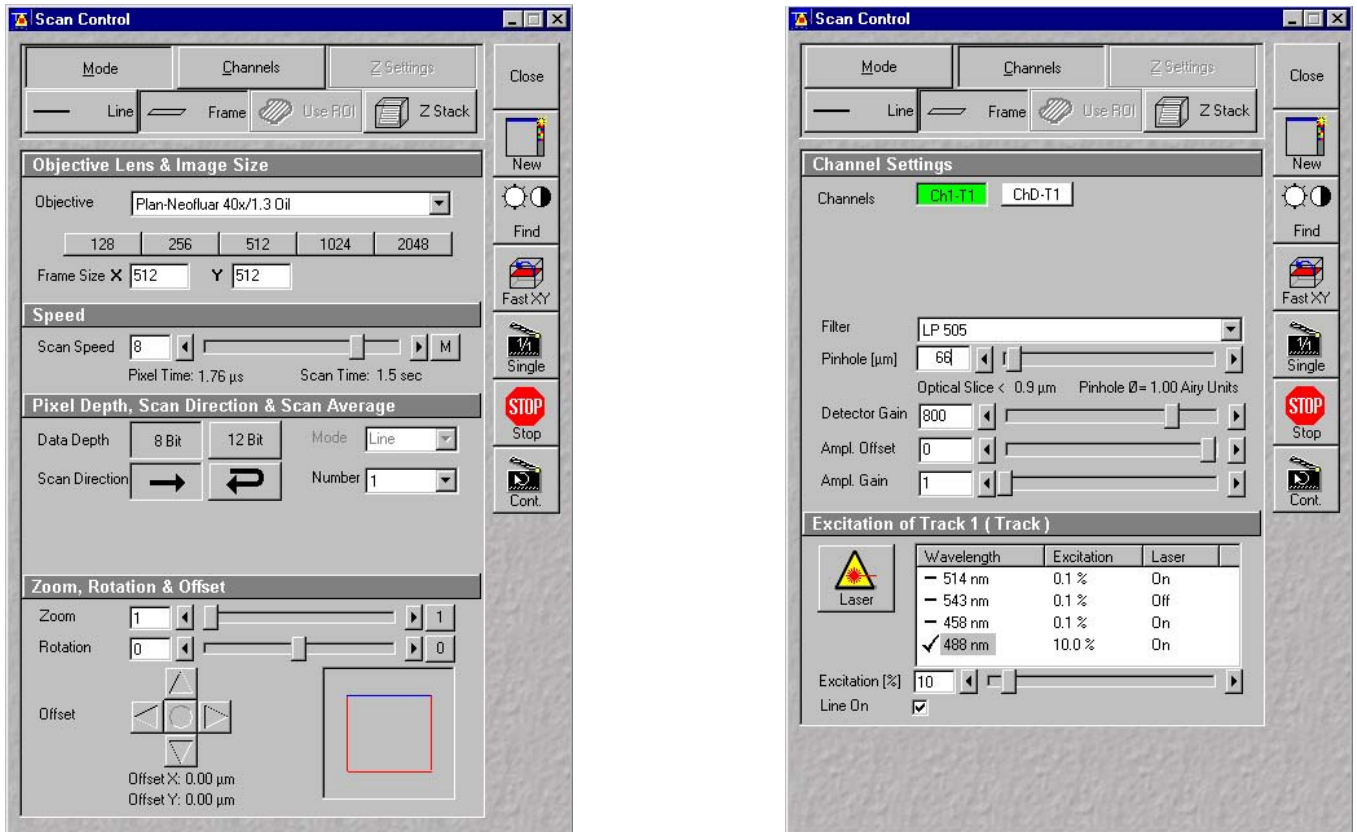 Scan Control
Mode Channels Z Settings Close
Line Frame Use ROI Z Stack
New
Objective Lens & Image Size
Objective Plan-Neofluar 40x/1.3 Oil
Find
128 256 512 1024 2048
Frame Size X 512 Y 512
Fast XY
Speed
Scan Speed 8 M
1/1
Single
Pixel Time: 1.76 µs Scan Time: 1.5 sec
Pixel Depth, Scan Direction & Scan Average
STOP
Stop
Data Depth 8 Bit 12 Bit Mode Line
Scan Direction Number 1
Cont.
Zoom, Rotation & Offset
Zoom 1 1
Rotation 0 0
Offset
Offset X: 0.00 µm
Offset Y: 0.00 µm
Scan Control
Mode Channels Z Settings Close
Line Frame Use ROI Z Stack
New
Channel Settings
Channels Ch1-T1 ChD-T1
Find
Fast XY
Filter LP 505
Pinhole [µm] 66
1/1
Single
Optical Slice < 0.9 µm Pinhole Ø= 1.00 Airy Units
Detector Gain 800
STOP
Stop
Ampl. Offset 0
Ampl. Gain 1
Cont.
Excitation of Track 1 ( Track )
Laser
Wavelength Excitation Laser
514 nm 0.1 % On
543 nm 0.1 % Off
458 nm 0.1 % On
488 nm 10.0 % On
Excitation [%] 10
Line On